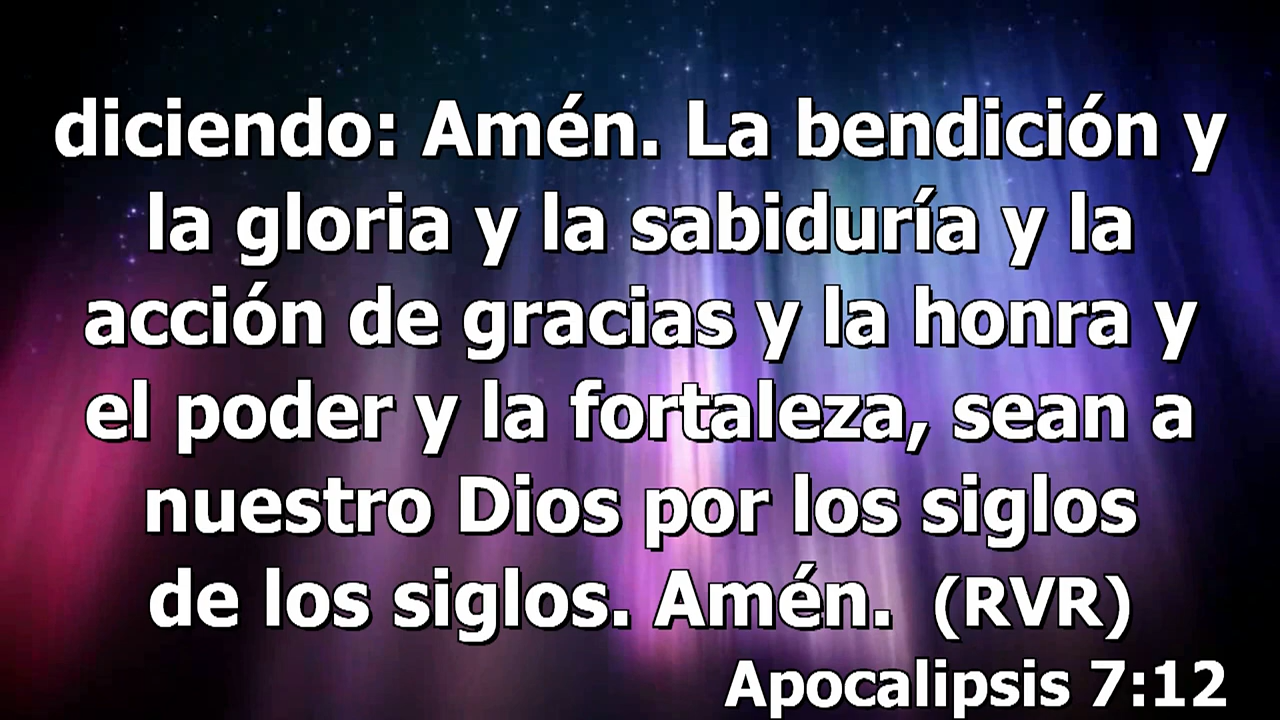 diciendo: Amén. La bendición y
la gloria y la sabiduría y la
acción de gracias y la honra y
el poder y la fortaleza, sean a
nuestro Dios por los siglos
de los siglos. Amén. (RVR)
Apocalipsis 7:12